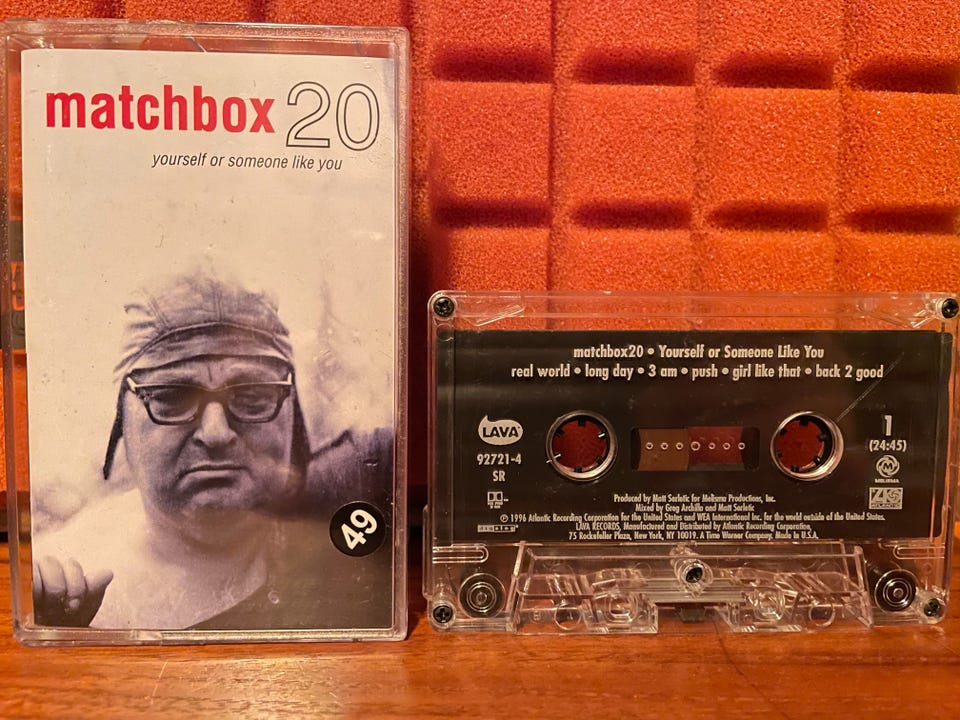 matchbox 20
yourself or someone like you
49
matchbox20 • Yourself or Someone Like You
real world • long day • 3 am • push • girl like that • back 2 good
LAVA
92721-4
SR
1
(24:45)
MELISMA
ATLANTIC
Produced by Matt Serletic for Melisma Productions, Inc.
Mixed by Greg Archilla and Matt Serletic
℗ © 1996 Atlantic Recording Corporation for the United States and WEA International Inc. for the world outside of the United States.
LAVA RECORDS, Manufactured and Distributed by Atlantic Recording Corporation,
75 Rockefeller Plaza, New York, NY 10019. A Time Warner Company. Made in U.S.A.